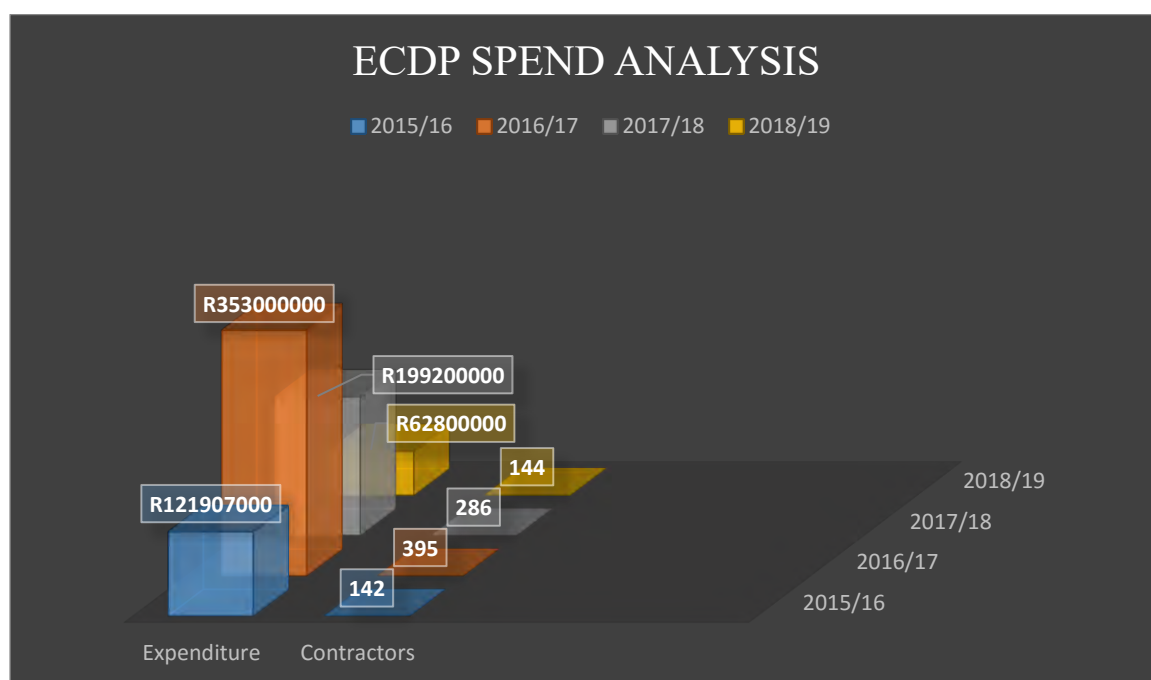 ECDP SPEND ANALYSIS
2015/16 2016/17 2017/18 2018/19
R353000000
R199200000
R62800000
144
2018/19
R121907000
286
2017/18
395
2016/17
142
2015/16
Expenditure Contractors